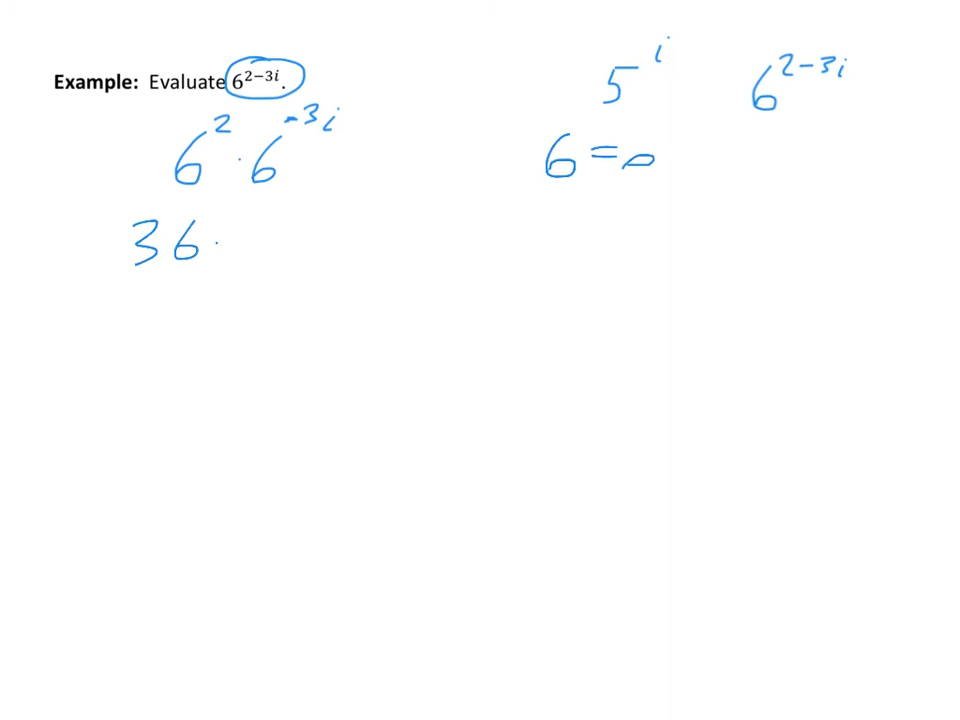 Example: Evaluate 6^{2−3i}.
5^i 6^{2−3i}
6^2 · 6^{-3i}
6 =
36 ·